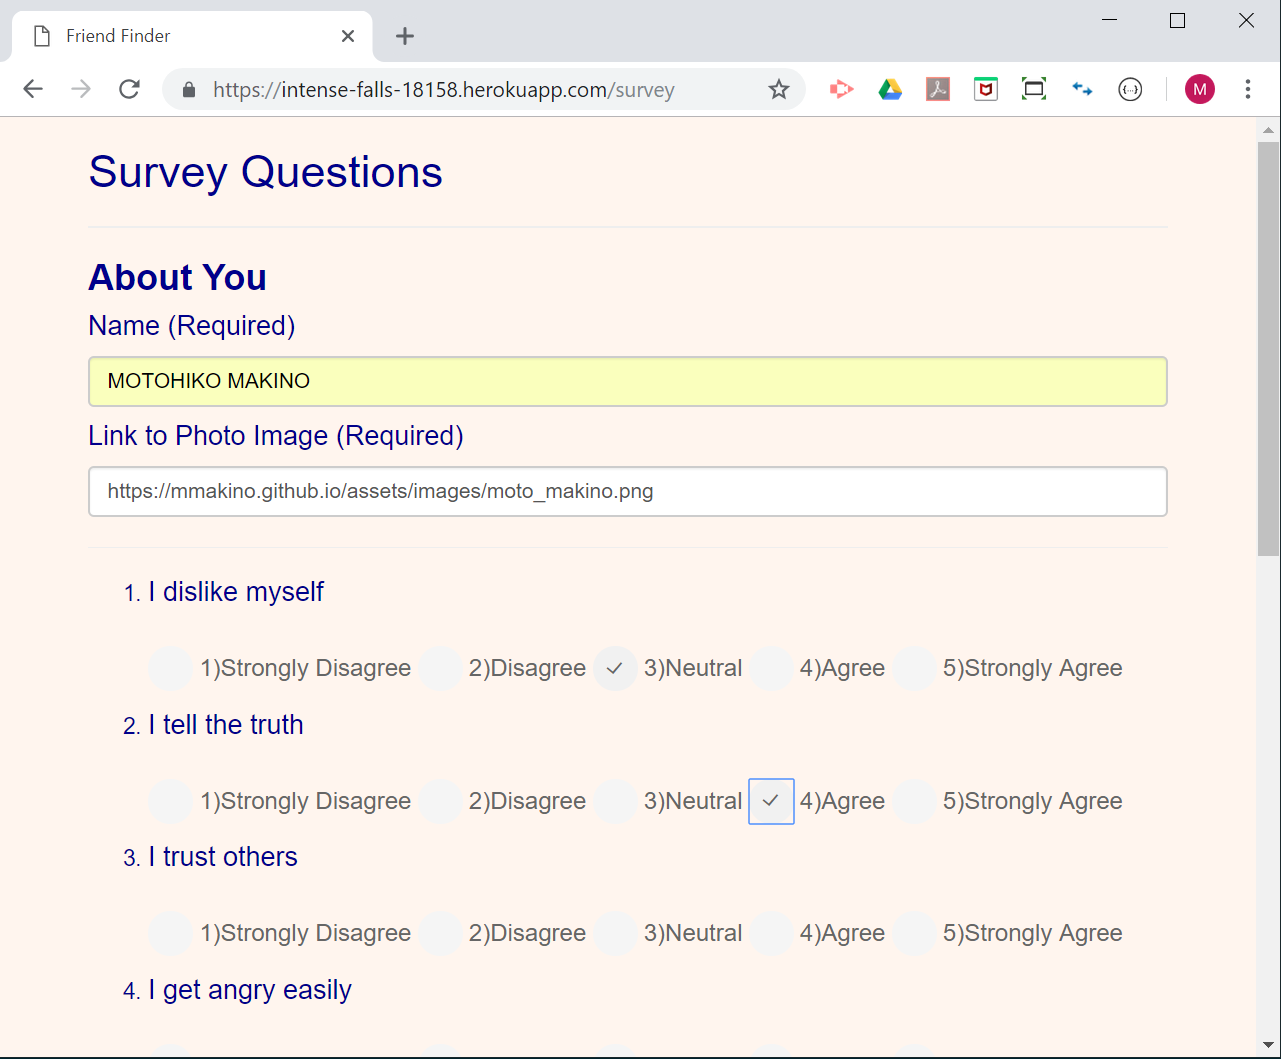 Friend Finder
https://intense-falls-18158.herokuapp.com/survey
M
Survey Questions
About You
Name (Required)
MOTOHIKO MAKINO
Link to Photo Image (Required)
https://mmakino.github.io/assets/images/moto_makino.png
1. I dislike myself
1)Strongly Disagree 2)Disagree 3)Neutral 4)Agree 5)Strongly Agree
2. I tell the truth
1)Strongly Disagree 2)Disagree 3)Neutral 4)Agree 5)Strongly Agree
3. I trust others
1)Strongly Disagree 2)Disagree 3)Neutral 4)Agree 5)Strongly Agree
4. I get angry easily